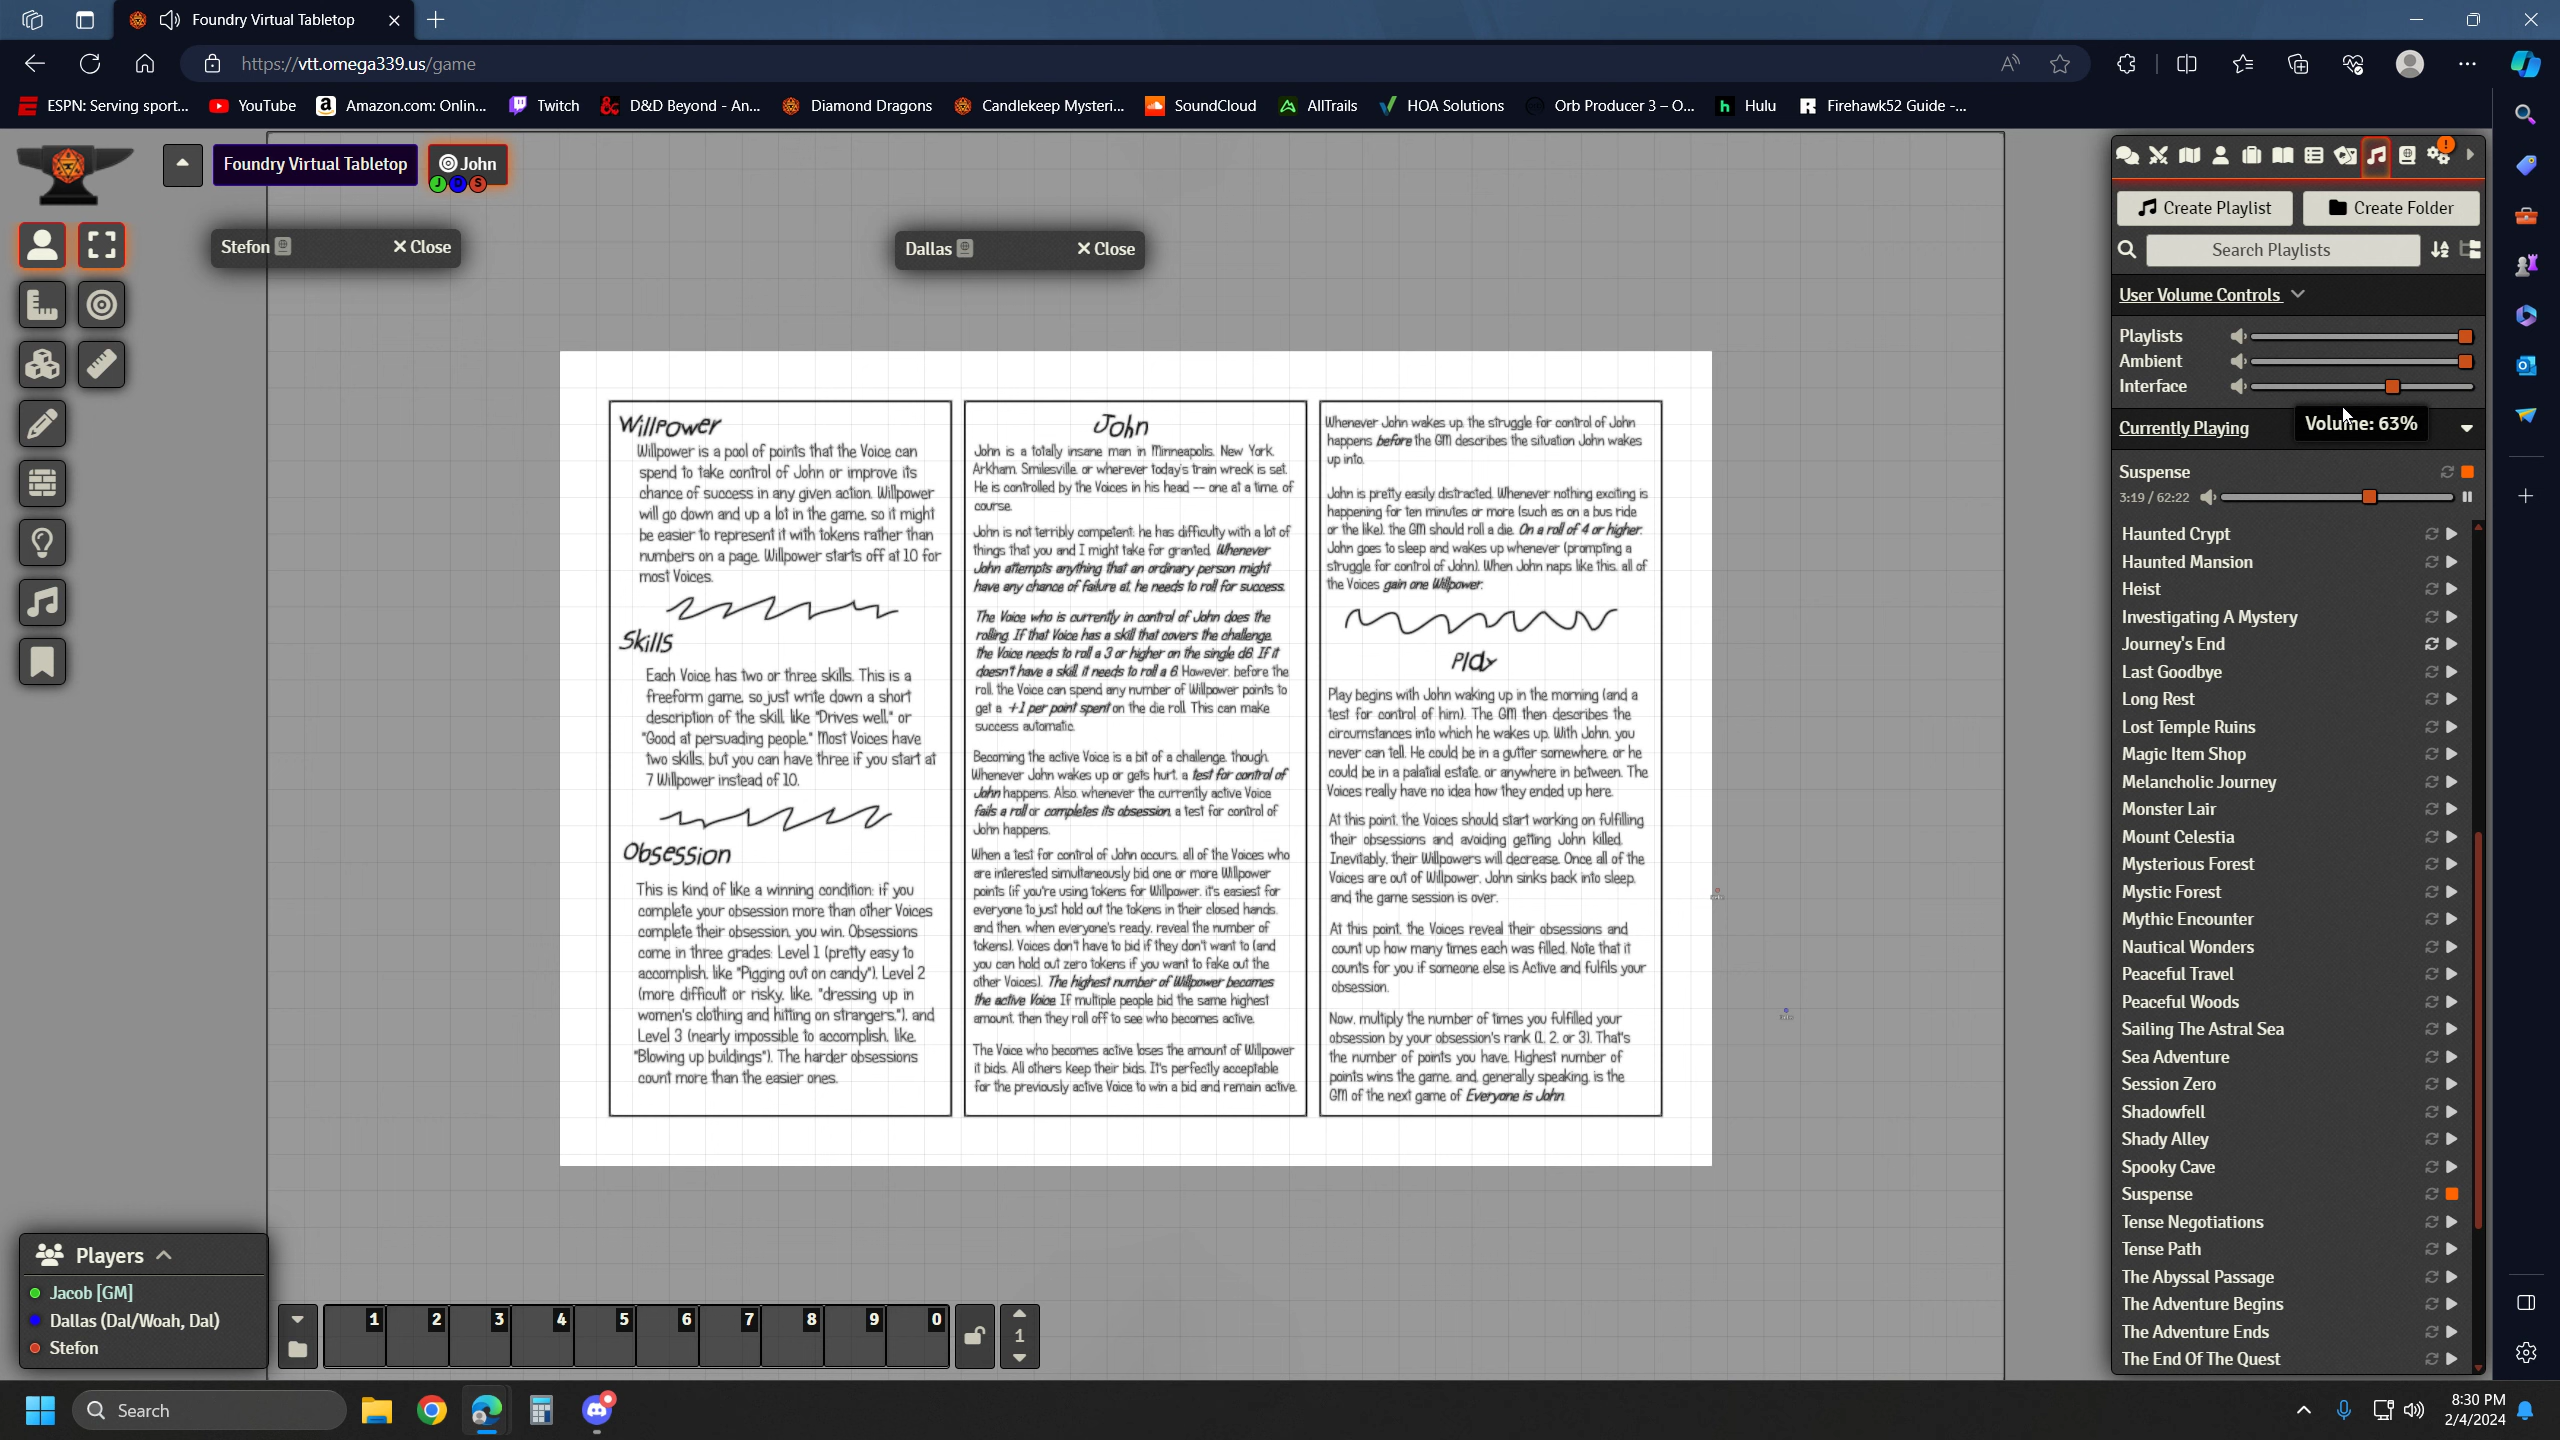 Foundry Virtual Tabletop
https://vtt.omega339.us/game
ESPN: Serving sport...
YouTube
Amazon.com: Onlin...
Twitch
D&D Beyond - An...
Diamond Dragons
Candlekeep Mysteri...
SoundCloud
AllTrails
HOA Solutions
Orb Producer 3 – O...
Hulu
Firehawk52 Guide -...
Foundry Virtual Tabletop
John
J D S
Stefon
Close
Dallas
Close
Willpower
Willpower is a pool of points that the Voice can
spend to take control of John or improve its
chance of success in any given action. Willpower
will go down and up a lot in the game, so it might
be easier to represent it with tokens rather than
numbers on a page. Willpower starts off at 10 for
most Voices.
Skills
Each Voice has two or three skills. This is a
freeform game, so just write down a short
description of the skill, like "Drives well," or
"Good at persuading people." Most Voices have
two skills, but you can have three if you start at
7 Willpower instead of 10.
Obsession
This is kind of like a winning condition: if you
complete your obsession more than other Voices
complete their obsession, you win. Obsessions
come in three grades: Level 1 (pretty easy to
accomplish, like "Pigging out on candy"), Level 2
(more difficult or risky, like, "dressing up in
women's clothing and hitting on strangers,"), and
Level 3 (nearly impossible to accomplish, like,
"Blowing up buildings"). The harder obsessions
count more than the easier ones.
John
John is a totally insane man in Minneapolis, New York,
Arkham, Smilesville, or wherever today's train wreck is set.
He is controlled by the Voices in his head -- one at a time, of
course.
John is not terribly competent: he has difficulty with a lot of
things that you and I might take for granted. Whenever
John attempts anything that an ordinary person might
have any chance of failure at, he needs to roll for success.
The Voice who is currently in control of John does the
rolling. If that Voice has a skill that covers the challenge,
the Voice needs to roll a 3 or higher on the single d6. If it
doesn't have a skill, it needs to roll a 6. However, before the
roll, the Voice can spend any number of Willpower points to
get a +1 per point spent on the die roll. This can make
success automatic.
Becoming the active Voice is a bit of a challenge, though.
Whenever John wakes up or gets hurt, a test for control of
John happens. Also, whenever the currently active Voice
fails a roll or completes its obsession, a test for control of
John happens.
When a test for control of John occurs, all of the Voices who
are interested simultaneously bid one or more Willpower
points (if you're using tokens for Willpower, it's easiest for
everyone to just hold out the tokens in their closed hands,
and then, when everyone's ready, reveal the number of
tokens). Voices don't have to bid if they don't want to (and
you can hold out zero tokens if you want to fake out the
other Voices). The highest number of Willpower becomes
the active Voice. If multiple people bid the same highest
amount, then they roll off to see who becomes active.
The Voice who becomes active loses the amount of Willpower
it bids. All others keep their bids. It's perfectly acceptable
for the previously active Voice to win a bid and remain active.
Whenever John wakes up, the struggle for control of John
happens before the GM describes the situation John wakes
up into.
John is pretty easily distracted. Whenever nothing exciting is
happening for ten minutes or more (such as on a bus ride
or the like), the GM should roll a die. On a roll of 4 or higher,
John goes to sleep and wakes up whenever (prompting a
struggle for control of John). When John naps like this, all of
the Voices gain one Willpower.
Play
Play begins with John waking up in the morning (and a
test for control of him). The GM then describes the
circumstances into which he wakes up. With John, you
never can tell. He could be in a gutter somewhere, or he
could be in a palatial estate, or anywhere in between. The
Voices really have no idea how they ended up here.
At this point, the Voices should start working on fulfilling
their obsessions and avoiding getting John killed.
Inevitably, their Willpowers will decrease. Once all of the
Voices are out of Willpower, John sinks back into sleep,
and the game session is over.
At this point, the Voices reveal their obsessions and
count up how many times each was filled. Note that it
counts for you if someone else is Active and fulfils your
obsession.
Now, multiply the number of times you fulfilled your
obsession by your obsession's rank (1, 2, or 3). That's
the number of points you have. Highest number of
points wins the game, and, generally speaking, is the
GM of the next game of Everyone is John.
Create Playlist
Create Folder
Search Playlists
User Volume Controls
Playlists
Ambient
Interface
Volume: 63%
Currently Playing
Suspense
3:19 / 62:22
Haunted Crypt
Haunted Mansion
Heist
Investigating A Mystery
Journey's End
Last Goodbye
Long Rest
Lost Temple Ruins
Magic Item Shop
Melancholic Journey
Monster Lair
Mount Celestia
Mysterious Forest
Mystic Forest
Mythic Encounter
Nautical Wonders
Peaceful Travel
Peaceful Woods
Sailing The Astral Sea
Sea Adventure
Session Zero
Shadowfell
Shady Alley
Spooky Cave
Suspense
Tense Negotiations
Tense Path
The Abyssal Passage
The Adventure Begins
The Adventure Ends
The End Of The Quest
Players
Jacob [GM]
Dallas (Dal/Woah, Dal)
Stefon
1 2 3 4 5 6 7 8 9 0
1
Search
8:30 PM
2/4/2024